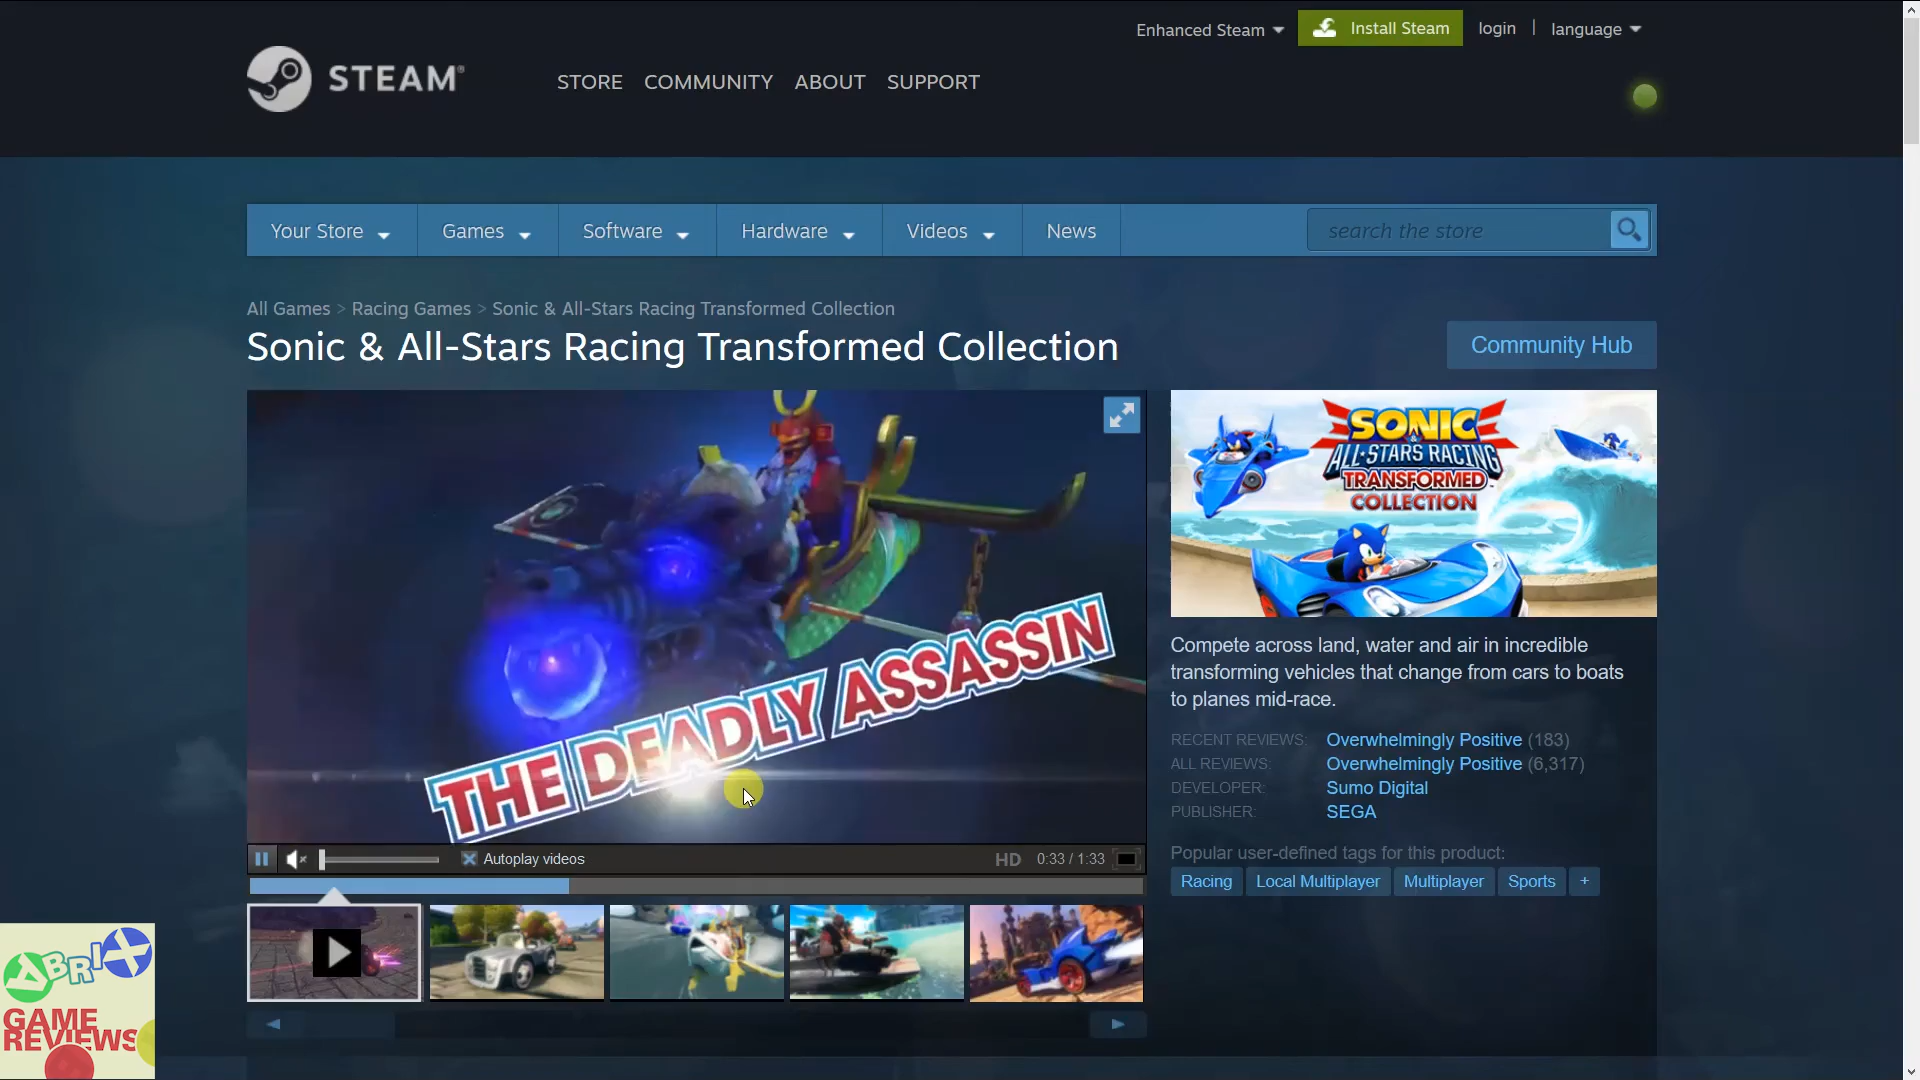 Enhanced Steam
Install Steam
login
language
STEAM®
STORE
COMMUNITY
ABOUT
SUPPORT
Your Store
Games
Software
Hardware
Videos
News
search the store
All Games > Racing Games > Sonic & All-Stars Racing Transformed Collection
Sonic & All-Stars Racing Transformed Collection
Community Hub
THE DEADLY ASSASSIN
SONIC
&
ALL-STARS RACING
TRANSFORMED™
COLLECTION
Compete across land, water and air in incredible
transforming vehicles that change from cars to boats
to planes mid-race.
RECENT REVIEWS: Overwhelmingly Positive (183)
ALL REVIEWS: Overwhelmingly Positive (6,317)
DEVELOPER: Sumo Digital
PUBLISHER: SEGA
Popular user-defined tags for this product:
Racing
Local Multiplayer
Multiplayer
Sports
+
Autoplay videos
HD
0:33 / 1:33
ABRIX
GAME
REVIEWS